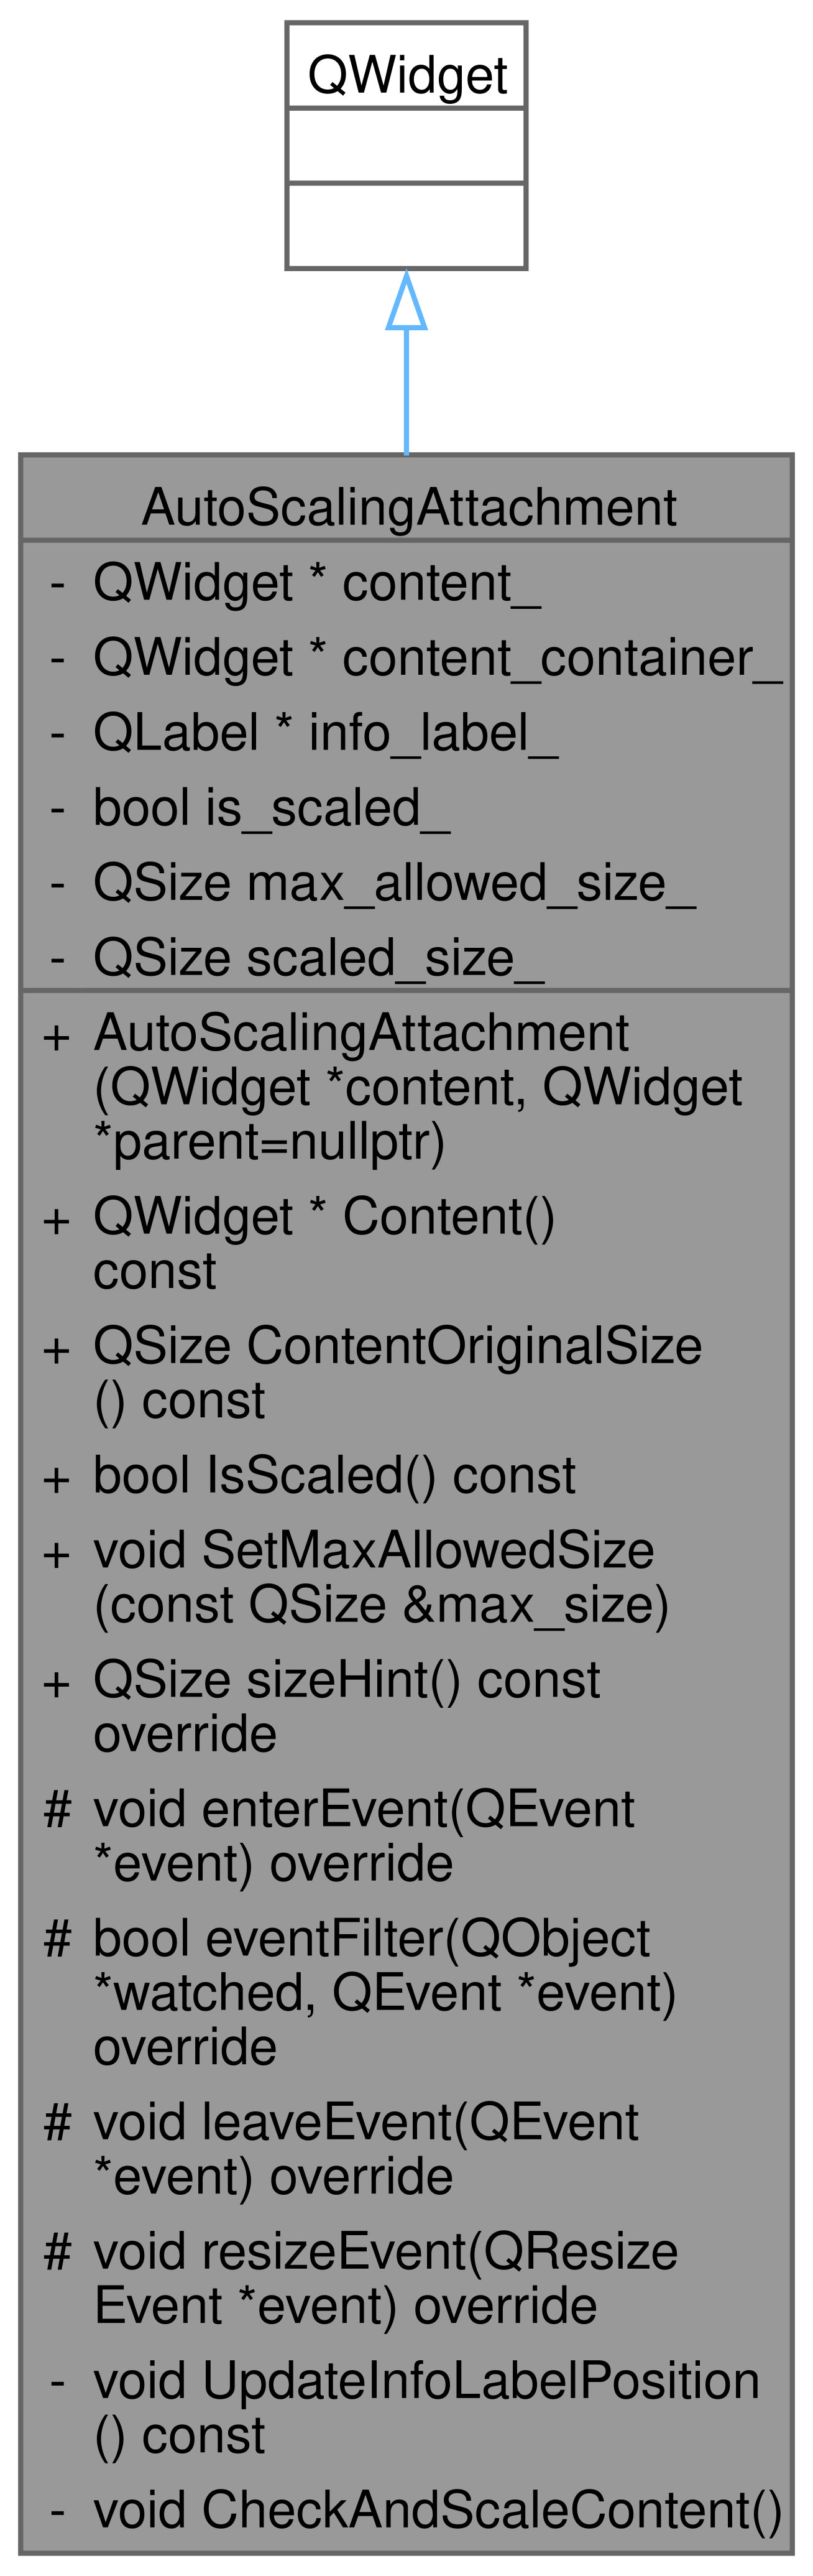 QWidget
AutoScalingAttachment
- QWidget * content_
- QWidget * content_container_
- QLabel * info_label_
- bool is_scaled_
- QSize max_allowed_size_
- QSize scaled_size_
+ AutoScalingAttachment
(QWidget *content, QWidget
*parent=nullptr)
+ QWidget * Content()
const
+ QSize ContentOriginalSize
() const
+ bool IsScaled() const
+ void SetMaxAllowedSize
(const QSize &max_size)
+ QSize sizeHint() const
override
# void enterEvent(QEvent
*event) override
# bool eventFilter(QObject
*watched, QEvent *event)
override
# void leaveEvent(QEvent
*event) override
# void resizeEvent(QResize
Event *event) override
- void UpdateInfoLabelPosition
() const
- void CheckAndScaleContent()